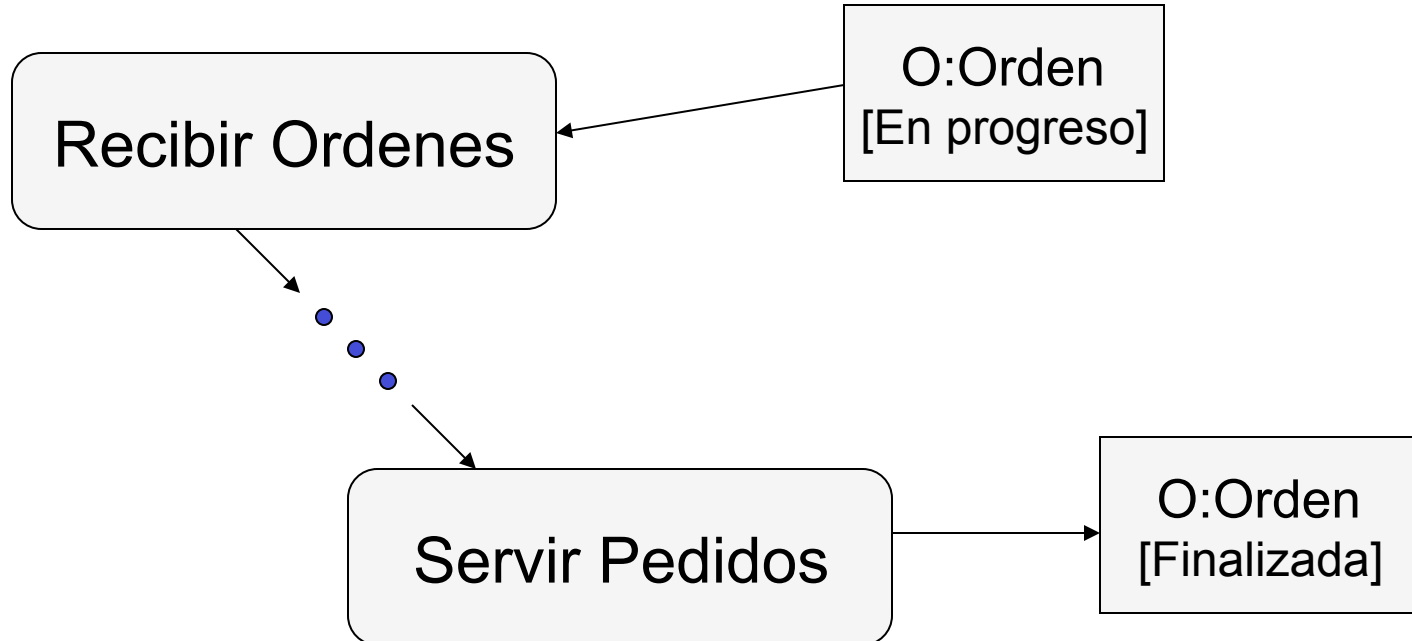 O:Orden
[En progreso]
Recibir Ordenes
O:Orden
[Finalizada]
Servir Pedidos